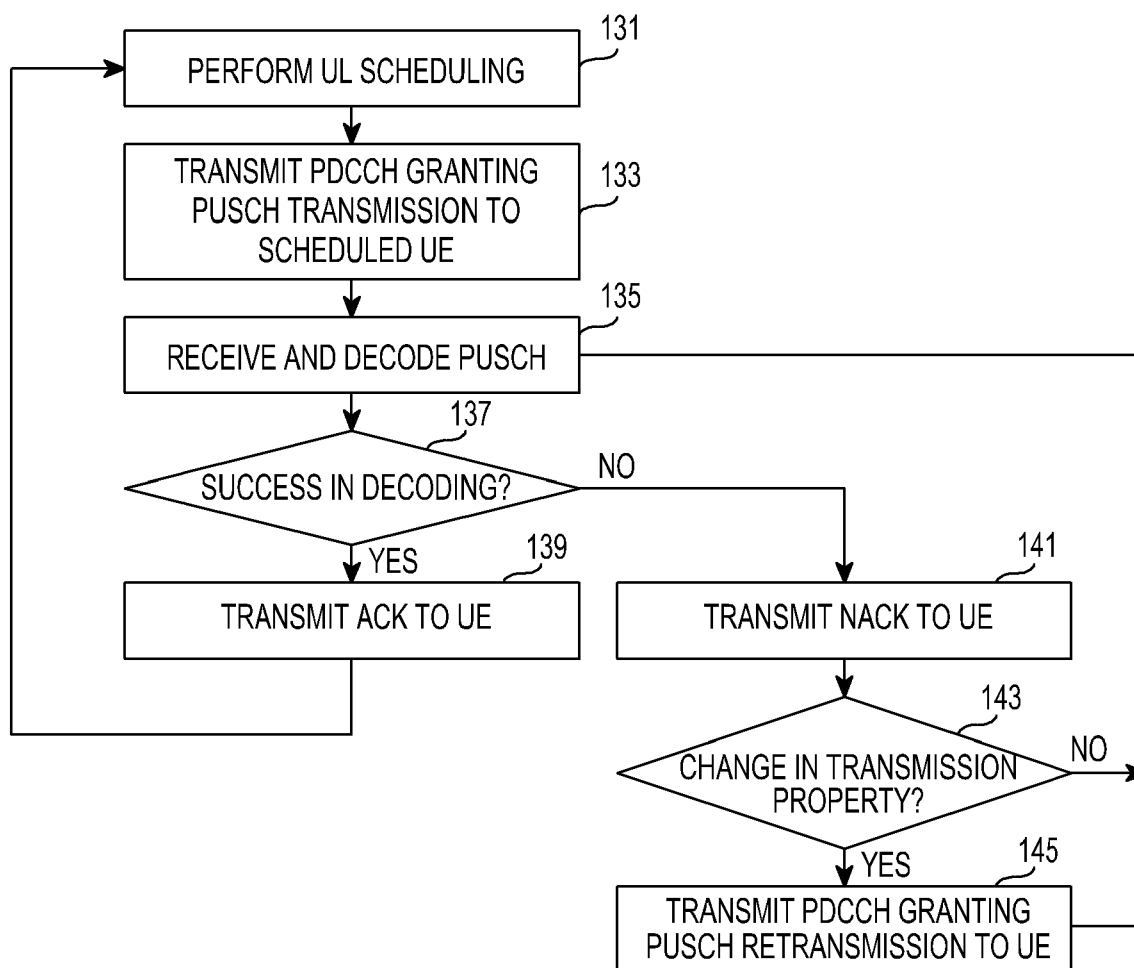 131
PERFORM UL SCHEDULING
TRANSMIT PDCCH GRANTING
PUSCH TRANSMISSION TO
SCHEDULED UE
133
135
RECEIVE AND DECODE PUSCH
137
SUCCESS IN DECODING?
NO
YES
139
TRANSMIT ACK TO UE
141
TRANSMIT NACK TO UE
143
CHANGE IN TRANSMISSION
PROPERTY?
NO
YES
145
TRANSMIT PDCCH GRANTING
PUSCH RETRANSMISSION TO UE